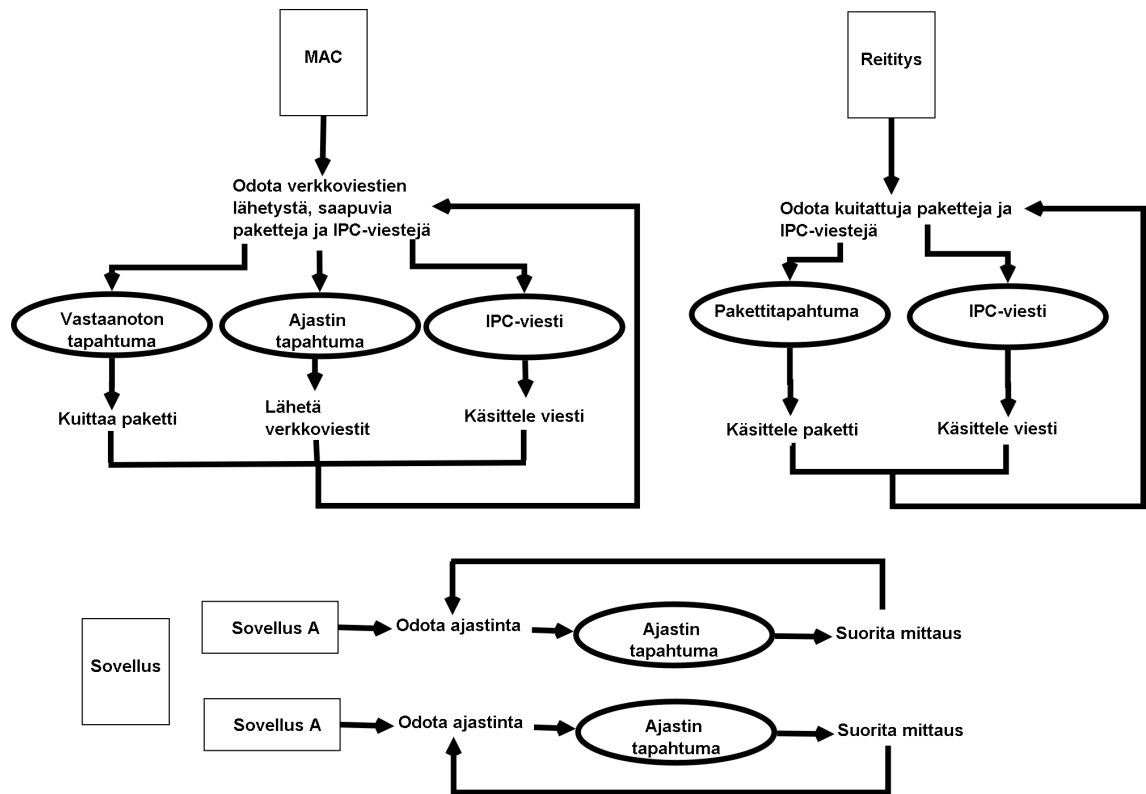 MAC
Odota verkkoviestien
lähetystä, saapuvia
paketteja ja IPC-viestejä
Vastaanoton
tapahtuma
Ajastin
tapahtuma
IPC-viesti
Kuittaa paketti
Lähetä
verkkoviestit
Käsittele viesti
Reititys
Odota kuitattuja paketteja ja
IPC-viestejä
Pakettitapahtuma
IPC-viesti
Käsittele paketti
Käsittele viesti
Sovellus
Sovellus A
Odota ajastinta
Ajastin
tapahtuma
Suorita mittaus
Sovellus A
Odota ajastinta
Ajastin
tapahtuma
Suorita mittaus